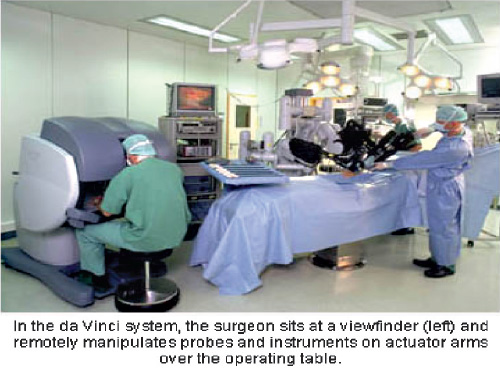 In the da Vinci system, the surgeon sits at a viewfinder (left) and
remotely manipulates probes and instruments on actuator arms
over the operating table.